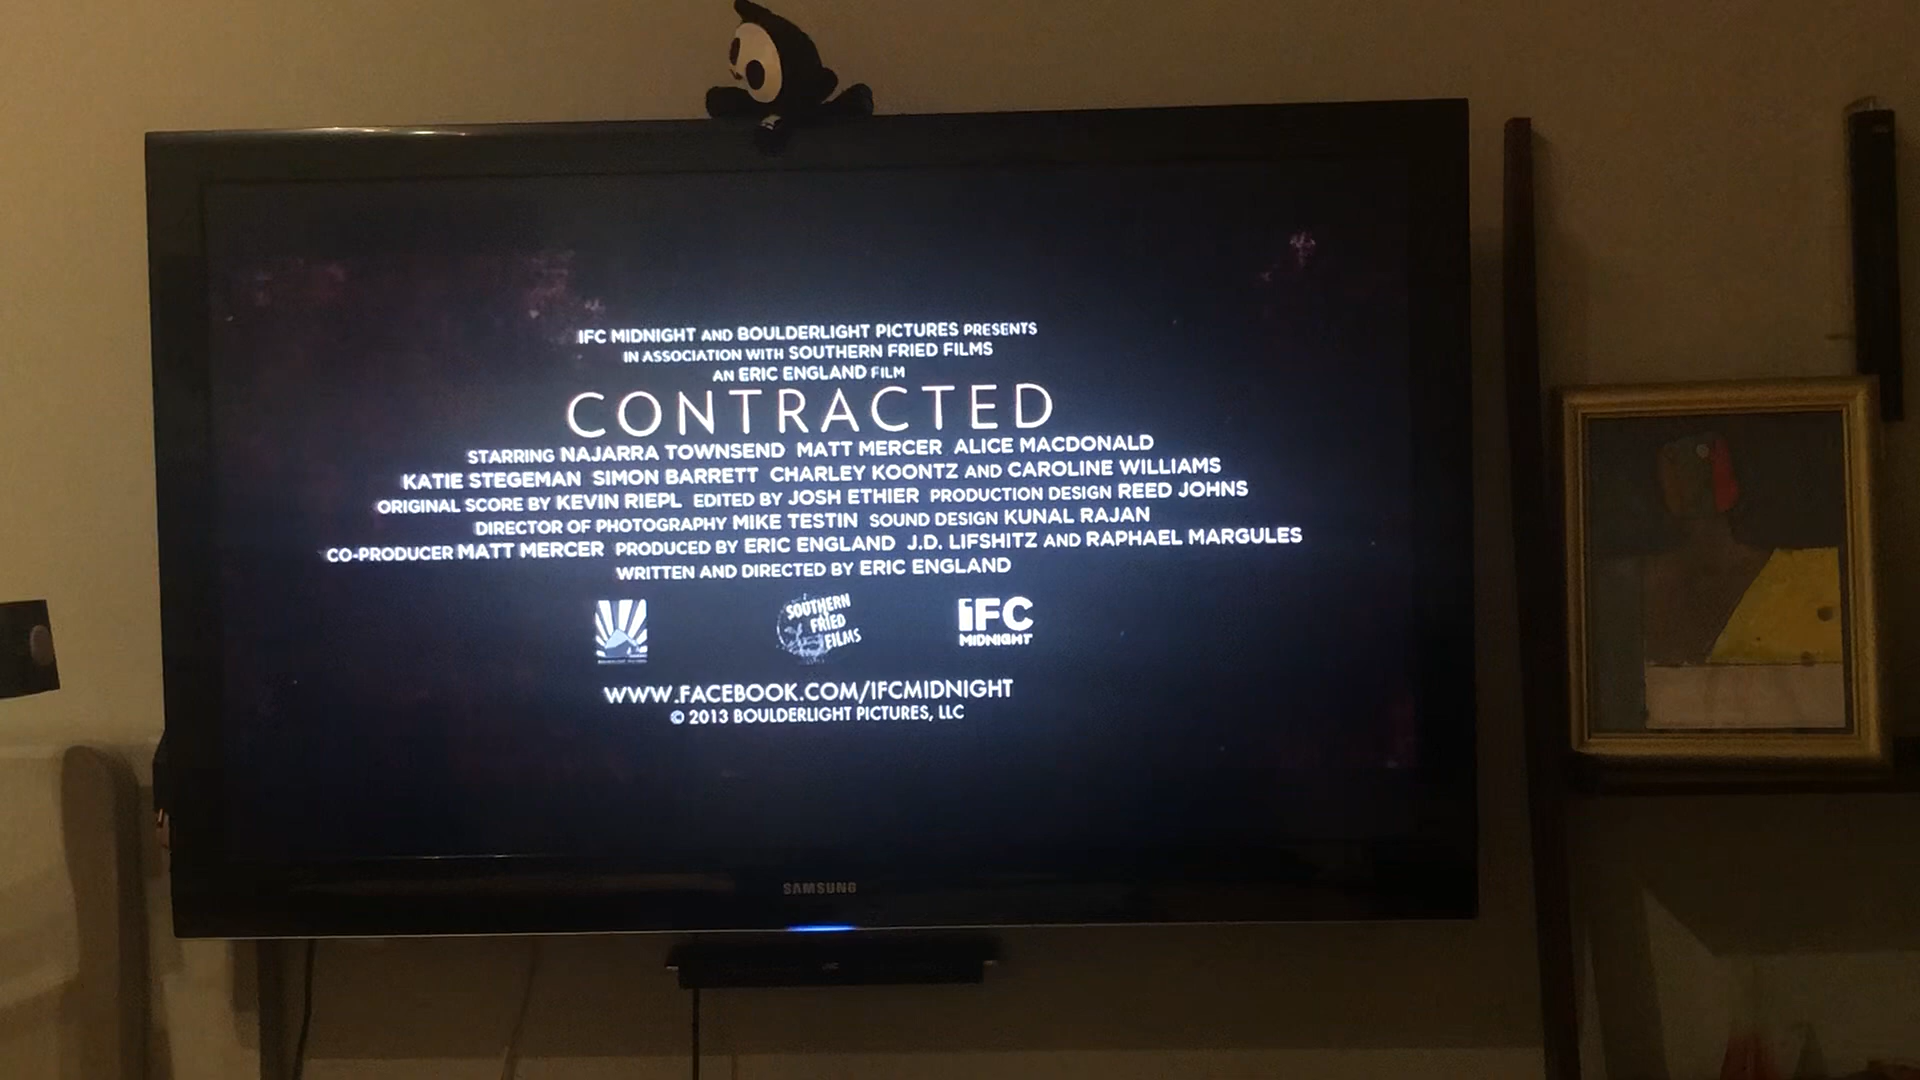 IFC MIDNIGHT AND BOULDERLIGHT PICTURES PRESENTS
IN ASSOCIATION WITH SOUTHERN FRIED FILMS
AN ERIC ENGLAND FILM
CONTRACTED
STARRING NAJARRA TOWNSEND MATT MERCER ALICE MACDONALD
KATIE STEGEMAN SIMON BARRETT CHARLEY KOONTZ AND CAROLINE WILLIAMS
ORIGINAL SCORE BY KEVIN RIEPL EDITED BY JOSH ETHIER PRODUCTION DESIGN REED JOHNS
DIRECTOR OF PHOTOGRAPHY MIKE TESTIN SOUND DESIGN KUNAL RAJAN
CO-PRODUCER MATT MERCER PRODUCED BY ERIC ENGLAND J.D. LIFSHITZ AND RAPHAEL MARGULES
WRITTEN AND DIRECTED BY ERIC ENGLAND
SOUTHERN
FRIED
FILMS
IFC
MIDNIGHT
WWW.FACEBOOK.COM/IFCMIDNIGHT
© 2013 BOULDERLIGHT PICTURES, LLC
SAMSUNG